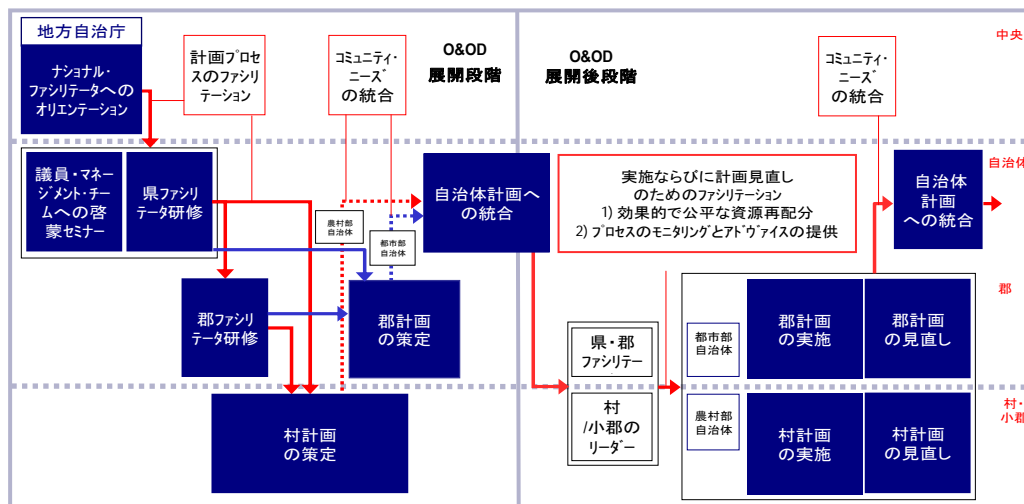 地方自治庁
ナショナル・
ファシリテータへの
オリエンテーション
計画プロセ
スのファシリ
テーション
コミュニティ・
ニーズ
の統合
O&OD
展開段階
O&OD
展開後段階
コミュニティ・
ニーズ
の統合
中央
議員・マネー
ジメント・チー
ムへの啓
蒙セミナー
県ファシリ
テータ研修
農村部
自治体
都市部
自治体
自治体計画へ
の統合
実施ならびに計画見直し
のためのファシリテーション
1) 効果的で公平な資源再配分
2) プロセスのモニタリングとアドヴァイスの提供
自治体
計画
への統合
自治体
郡ファシリ
テータ研修
郡計画
の策定
県・郡
ファシリテー
都市部
自治体
郡計画
の実施
郡計画
の見直し
郡
村計画
の策定
村
/小郡の
リーダー
農村部
自治体
村計画
の実施
村計画
の見直し
村・
小郡